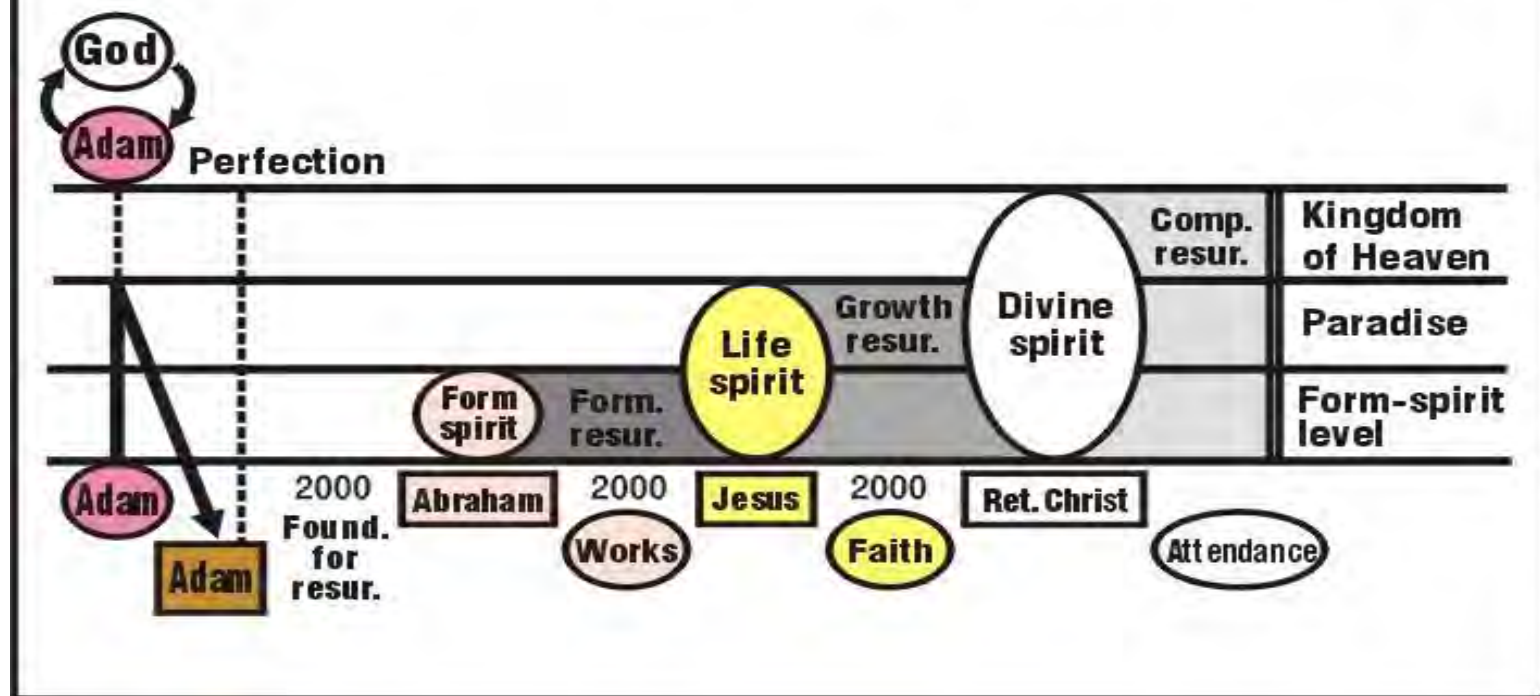 God
Adam
Perfection
Comp.
resur.
Kingdom
of Heaven
Growth
resur.
Divine
spirit
Paradise
Life
spirit
Form
spirit
Form.
resur.
Form-spirit
level
Adam
2000
Found.
for
resur.
Abraham
2000
Jesus
2000
Ret. Christ
Adam
Works
Faith
Attendance